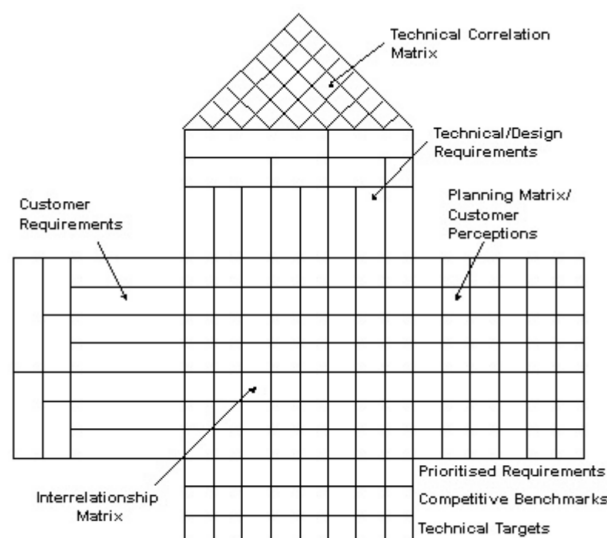 Technical Correlation
Matrix
Technical/Design
Requirements
Customer
Requirements
Planning Matrix/
Customer
Perceptions
Interrelationship
Matrix
Prioritised Requirements
Competitive Benchmarks
Technical Targets